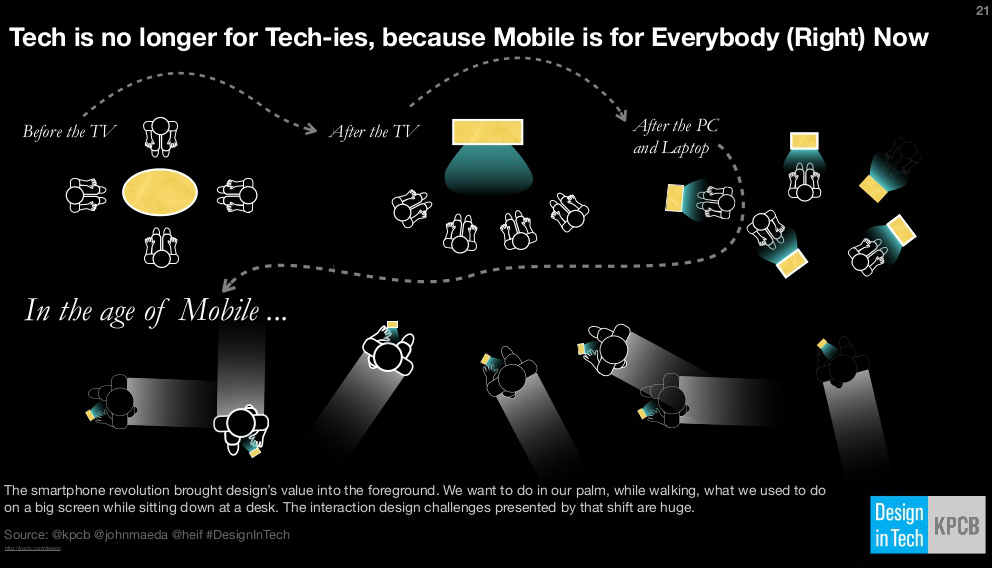 21
Tech is no longer for Tech-ies, because Mobile is for Everybody (Right) Now
Before the TV
After the TV
After the PC
and Laptop
In the age of Mobile ...
The smartphone revolution brought design's value into the foreground. We want to do in our palm, while walking, what we used to do
on a big screen while sitting down at a desk. The interaction design challenges presented by that shift are huge.
Source: @kpcb @johnmaeda @heif #DesignInTech
http://kpcb.com/design
Design
in Tech
KPCB